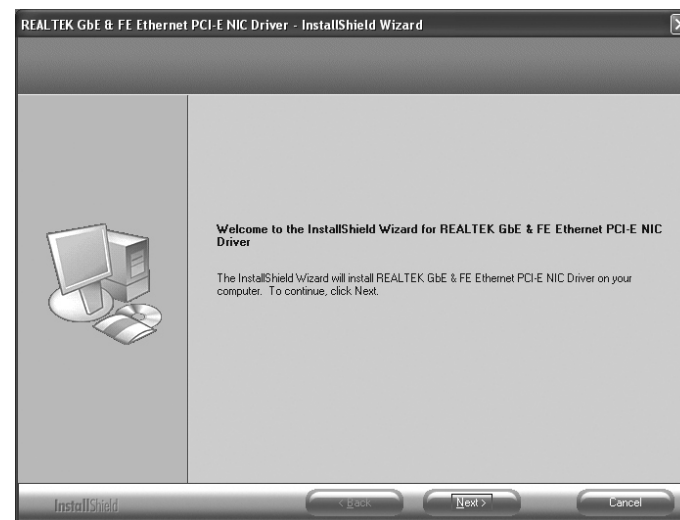 REALTEK GbE & FE Ethernet PCI-E NIC Driver - InstallShield Wizard
Welcome to the InstallShield Wizard for REALTEK GbE & FE Ethernet PCI-E NIC
Driver
The InstallShield Wizard will install REALTEK GbE & FE Ethernet PCI-E NIC Driver on your
computer. To continue, click Next.
InstallShield
< Back
Next >
Cancel